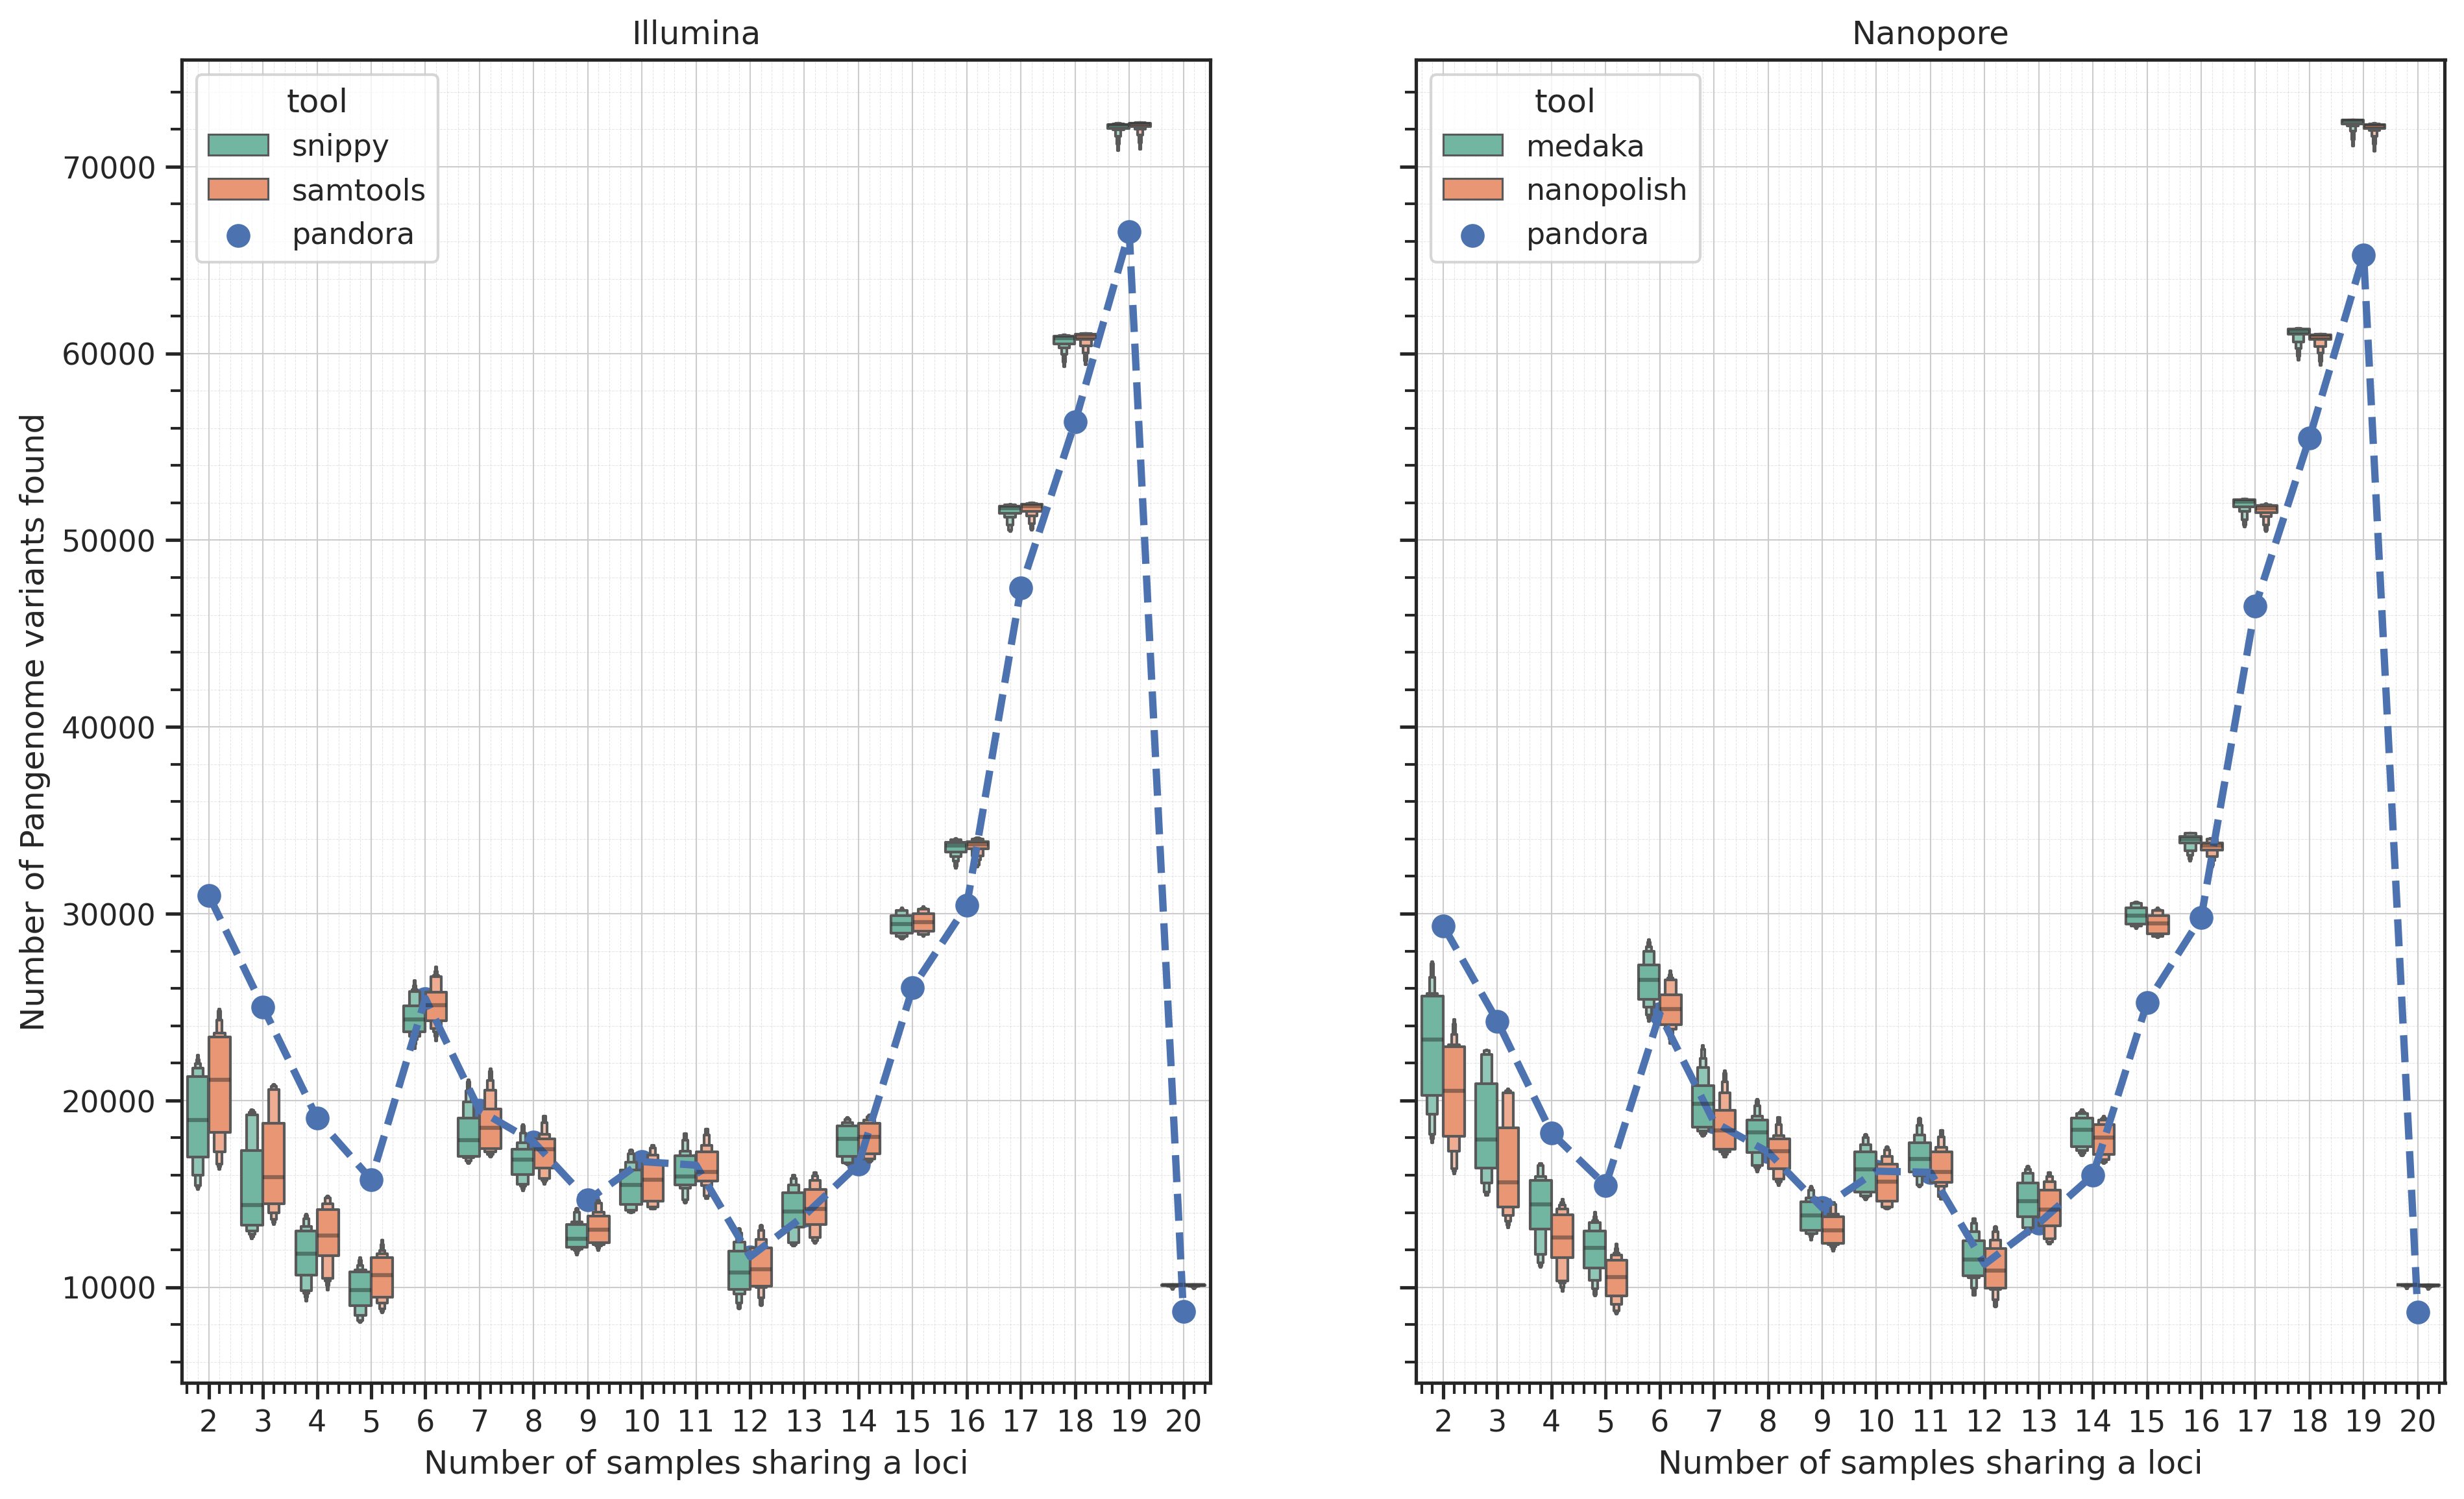 Illumina
tool
snippy
samtools
pandora
Number of Pangenome variants found
70000
60000
50000
40000
30000
20000
10000
2 3 4 5 6 7 8 9 10 11 12 13 14 15 16 17 18 19 20
Number of samples sharing a loci
Nanopore
tool
medaka
nanopolish
pandora
2 3 4 5 6 7 8 9 10 11 12 13 14 15 16 17 18 19 20
Number of samples sharing a loci